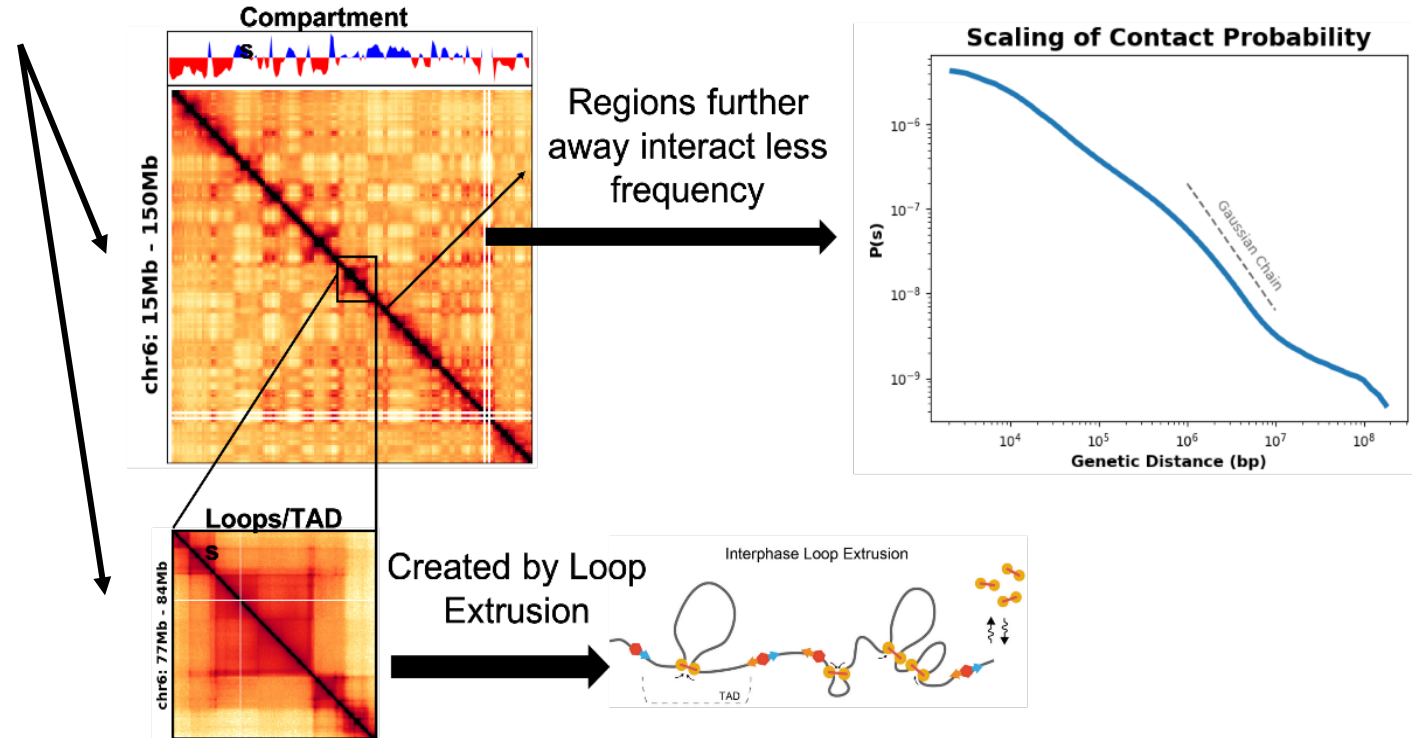 Compartment
s
chr6: 15Mb - 150Mb
Regions further
away interact less
frequency
Scaling of Contact Probability
P(s)
10⁻⁶
10⁻⁷
10⁻⁸
10⁻⁹
Gaussian Chain
10⁴ 10⁵ 10⁶ 10⁷ 10⁸
Genetic Distance (bp)
Loops/TAD
s
chr6: 77Mb - 84Mb
Created by Loop
Extrusion
Interphase Loop Extrusion
TAD